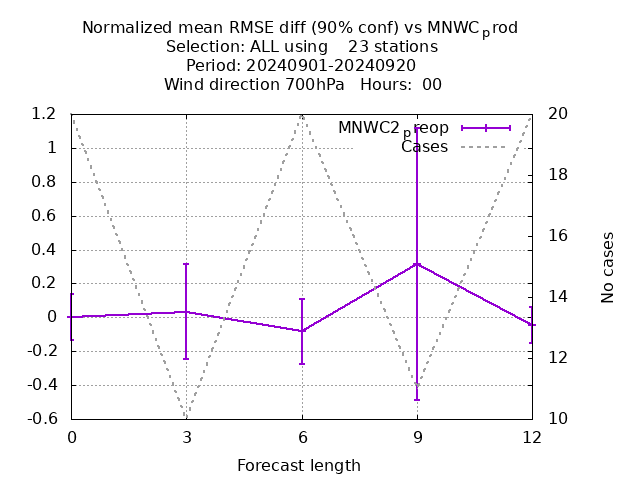 Normalized mean RMSE diff (90% conf) vs MNWCprod
Selection: ALL using    23 stations
Period: 20240901-20240920
Wind direction 700hPa   Hours:  00
1.2
1
0.8
0.6
0.4
0.2
0
-0.2
-0.4
-0.6
20
18
16
14
12
10
MNWC2preop
Cases
No cases
0 3 6 9 12
Forecast length